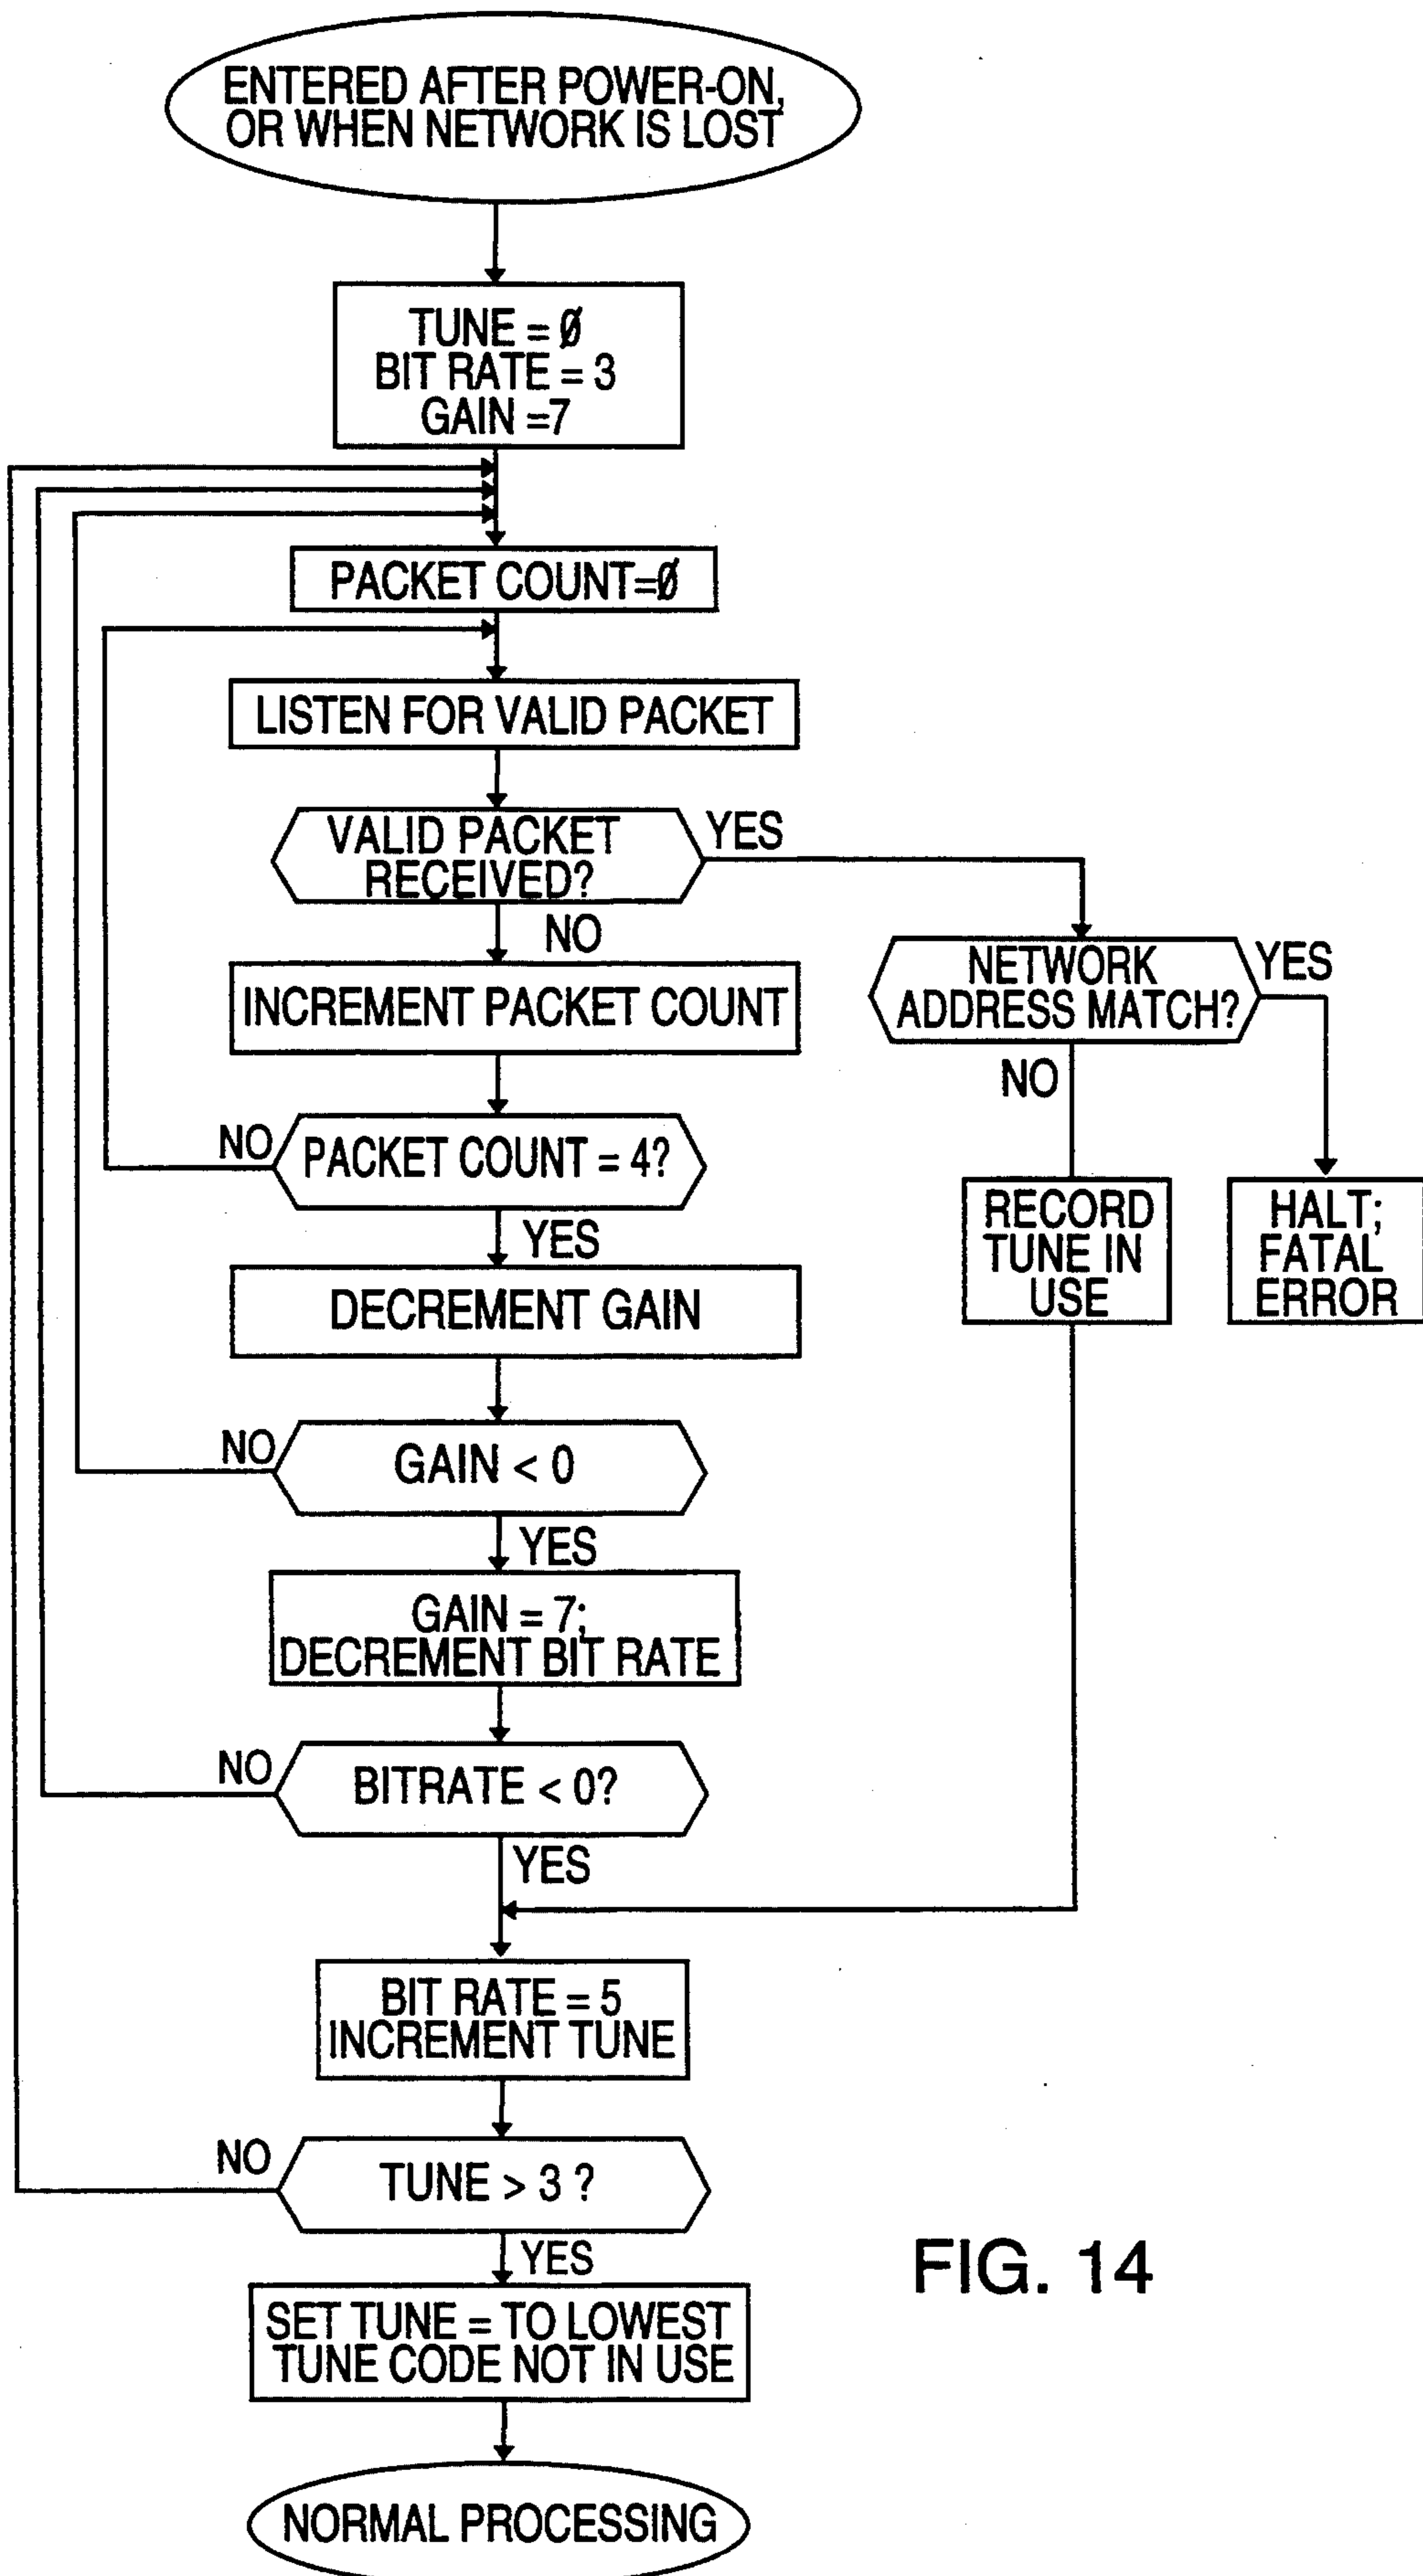 ENTERED AFTER POWER-ON,
OR WHEN NETWORK IS LOST
TUNE = Ø
BIT RATE = 3
GAIN =7
PACKET COUNT=Ø
LISTEN FOR VALID PACKET
VALID PACKET
RECEIVED?
YES
NO
NETWORK
ADDRESS MATCH?
YES
NO
INCREMENT PACKET COUNT
PACKET COUNT = 4?
NO
YES
RECORD
TUNE IN
USE
HALT;
FATAL
ERROR
DECREMENT GAIN
GAIN < 0
NO
YES
GAIN = 7;
DECREMENT BIT RATE
BITRATE < 0?
NO
YES
BIT RATE = 5
INCREMENT TUNE
TUNE > 3 ?
NO
YES
SET TUNE = TO LOWEST
TUNE CODE NOT IN USE
NORMAL PROCESSING
FIG. 14